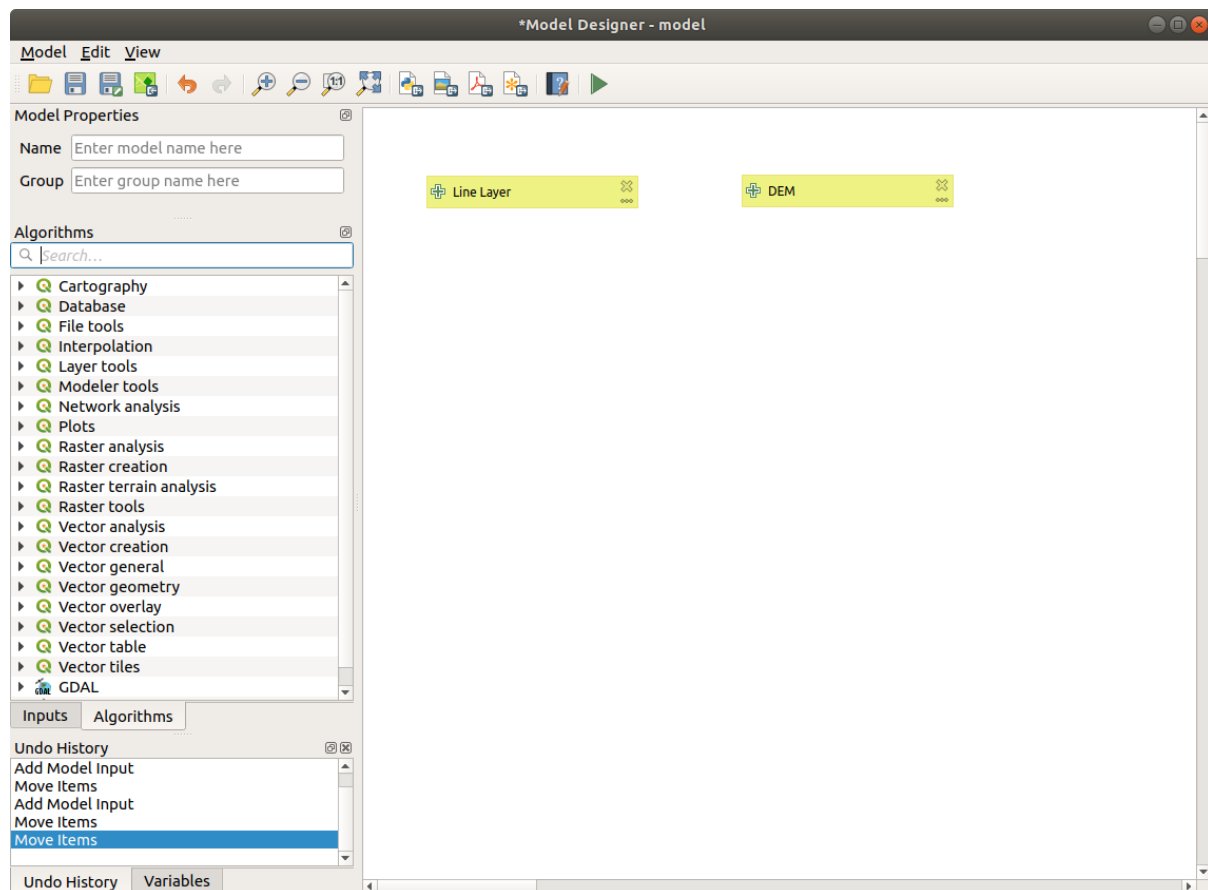 *Model Designer - model
Model Edit View
Model Properties
Name Enter model name here
Group Enter group name here
Algorithms
Search...
Cartography
Database
File tools
Interpolation
Layer tools
Modeler tools
Network analysis
Plots
Raster analysis
Raster creation
Raster terrain analysis
Raster tools
Vector analysis
Vector creation
Vector general
Vector geometry
Vector overlay
Vector selection
Vector table
Vector tiles
GDAL
Inputs Algorithms
Undo History
Add Model Input
Move Items
Add Model Input
Move Items
Move Items
Undo History Variables
Line Layer
DEM